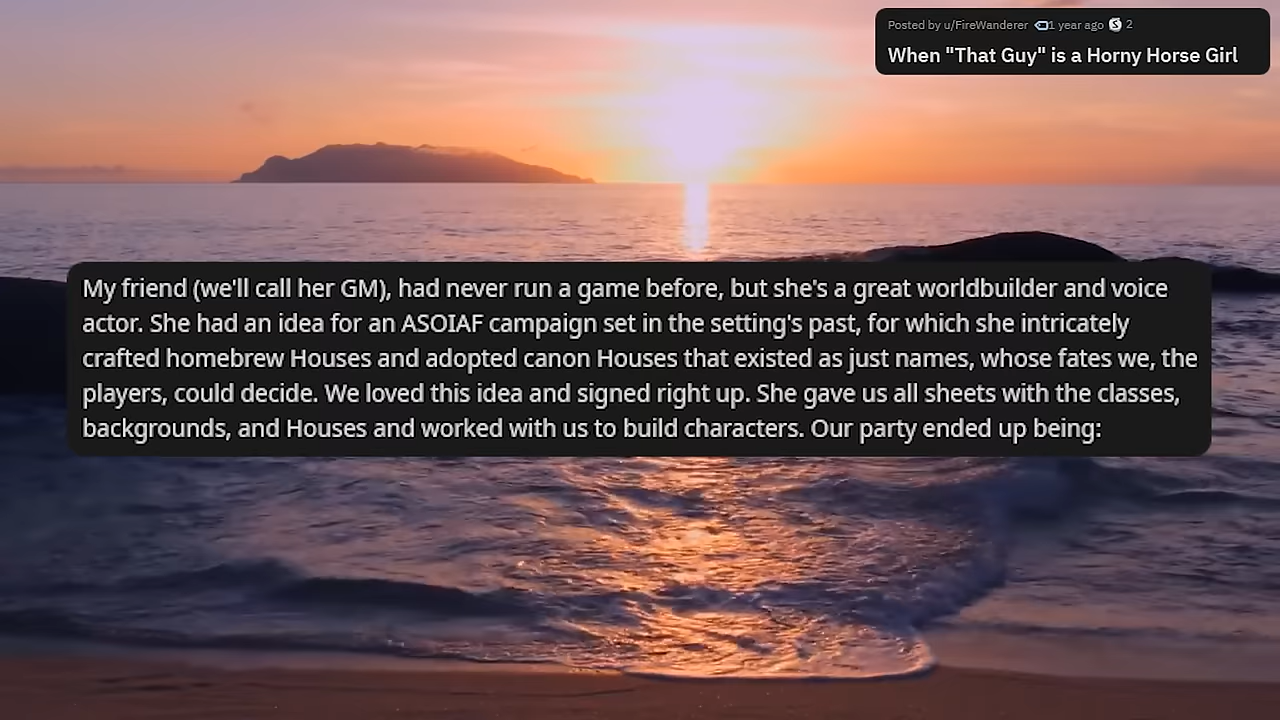 Posted by u/FireWanderer 1 year ago S 2
When "That Guy" is a Horny Horse Girl
My friend (we'll call her GM), had never run a game before, but she's a great worldbuilder and voice
actor. She had an idea for an ASOIAF campaign set in the setting's past, for which she intricately
crafted homebrew Houses and adopted canon Houses that existed as just names, whose fates we, the
players, could decide. We loved this idea and signed right up. She gave us all sheets with the classes,
backgrounds, and Houses and worked with us to build characters. Our party ended up being: